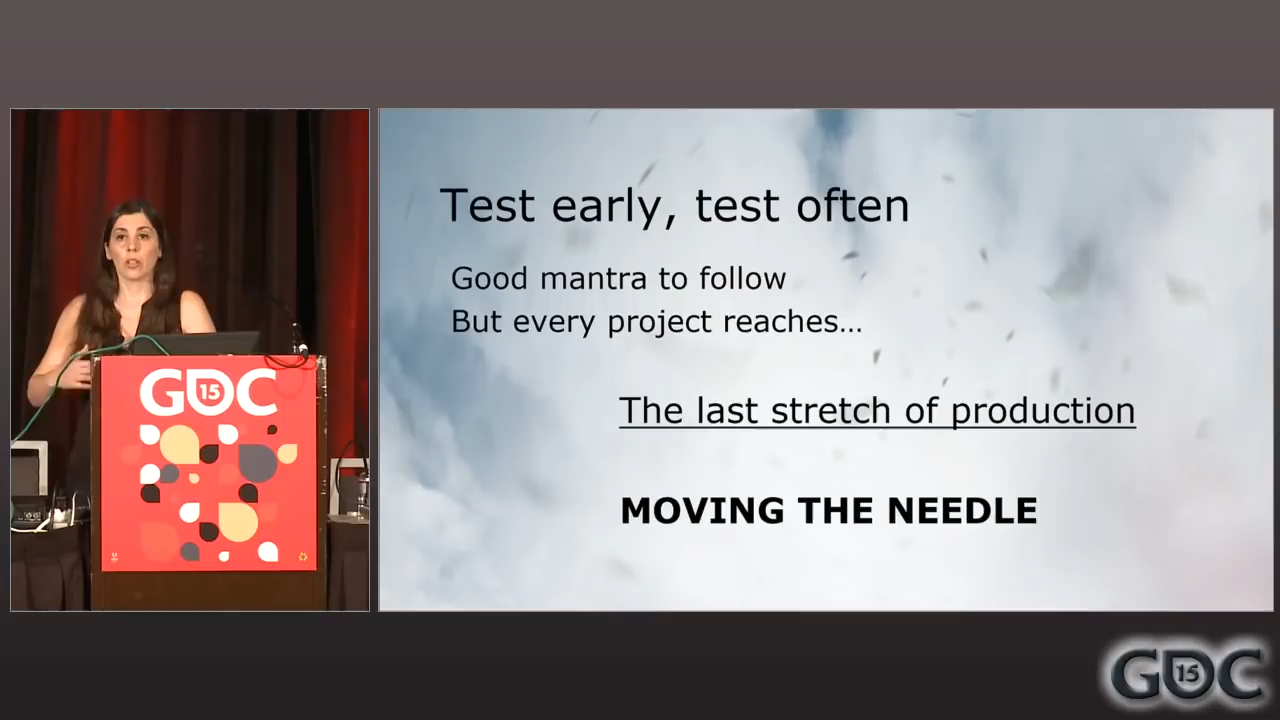 Test early, test often
Good mantra to follow
But every project reaches…
The last stretch of production
MOVING THE NEEDLE
GDC 15
GDC 15